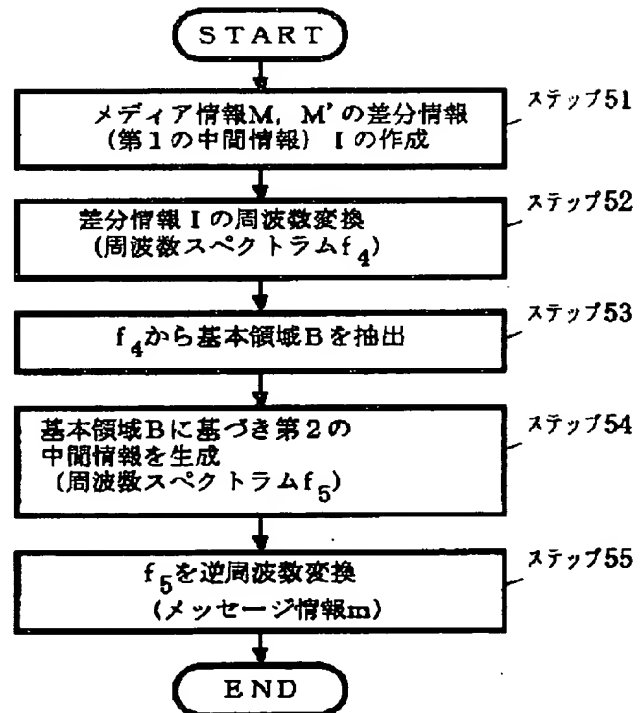 START
メディア情報M，M'の差分情報
(第1の中間情報) Iの作成
ステップ51
差分情報Iの周波数変換
(周波数スペクトラムf4)
ステップ52
f4から基本領域Bを抽出
ステップ53
基本領域Bに基づき第2の
中間情報を生成
(周波数スペクトラムf5)
ステップ54
f5を逆周波数変換
(メッセージ情報m)
ステップ55
END